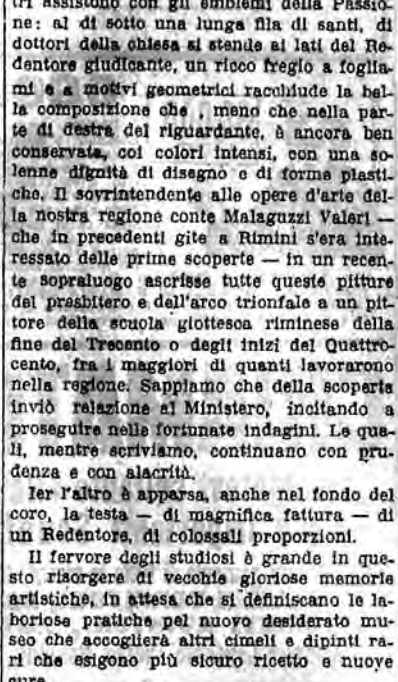 tri assistono con gli emblemi della Passio-
ne: al di sotto una lunga fila di santi, di
dottori della chiesa si stende ai lati del Re-
dentore giudicante, un ricco fregio a foglia-
mi e a motivi geometrici racchiude la bel-
la composizione che , meno che nella par-
te di destra del riguardante, è ancora ben
conservata, coi colori intensi, con una so-
lenne dignità di disegno e di forme plasti-
che. Il sovrintendente alle opere d'arte del-
la nostra regione conte Malaguzzi Valeri —
che in precedenti gite a Rimini s'era inte-
ressato delle prime scoperte — in un recen-
te sopraluogo ascrisse tutte queste pitture
del presbitero e dell'arco trionfale a un pit-
tore della scuola giottesca riminese della
fine del Trecento o degli inizi del Quattro-
cento, fra i maggiori di quanti lavorarono
nella regione. Sappiamo che della scoperta
inviò relazione al Ministero, incitando a
proseguire nelle fortunate indagini. Le qua-
li, mentre scriviamo, continuano con pru-
denza e con alacrità.
Ier l'altro è apparsa, anche nel fondo del
coro, la testa — di magnifica fattura — di
un Redentore, di colossali proporzioni.
Il fervore degli studiosi è grande in que-
sto risorgere di vecchie gloriose memorie
artistiche, in attesa che si definiscano le la-
boriose pratiche pel nuovo desiderato mu-
seo che accoglierà altri cimeli e dipinti ra-
ri che esigono più sicuro ricetto e nuove
cure.